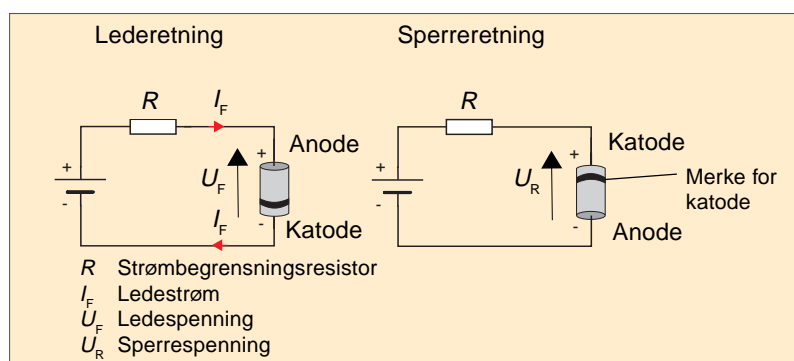 Lederetning
R
I_F
+
-
U_F
+
Anode
-
Katode
I_F
Sperreretning
R
+
-
U_R
+
Katode
Merke for
katode
-
Anode
R Strømbegrensningsresistor
I_F Ledestrøm
U_F Ledespenning
U_R Sperrespenning